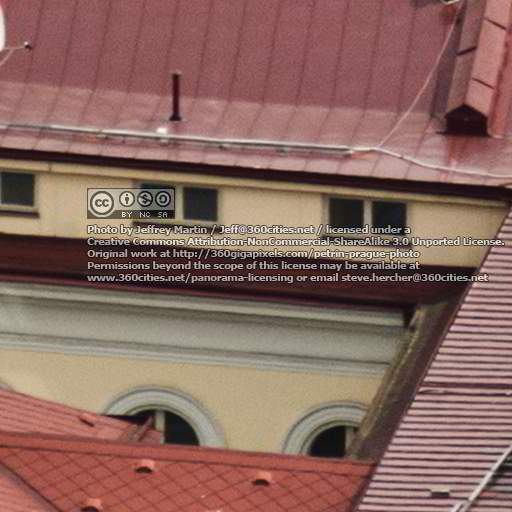 cc
BY NC SA
Photo by Jeffrey Martin / Jeff@360cities.net / licensed under a
Creative Commons Attribution-NonCommercial-ShareAlike 3.0 Unported License.
Original work at http://360gigapixels.com/petrin-prague-photo
Permissions beyond the scope of this license may be available at
www.360cities.net/panorama-licensing or email steve.hercher@360cities.net